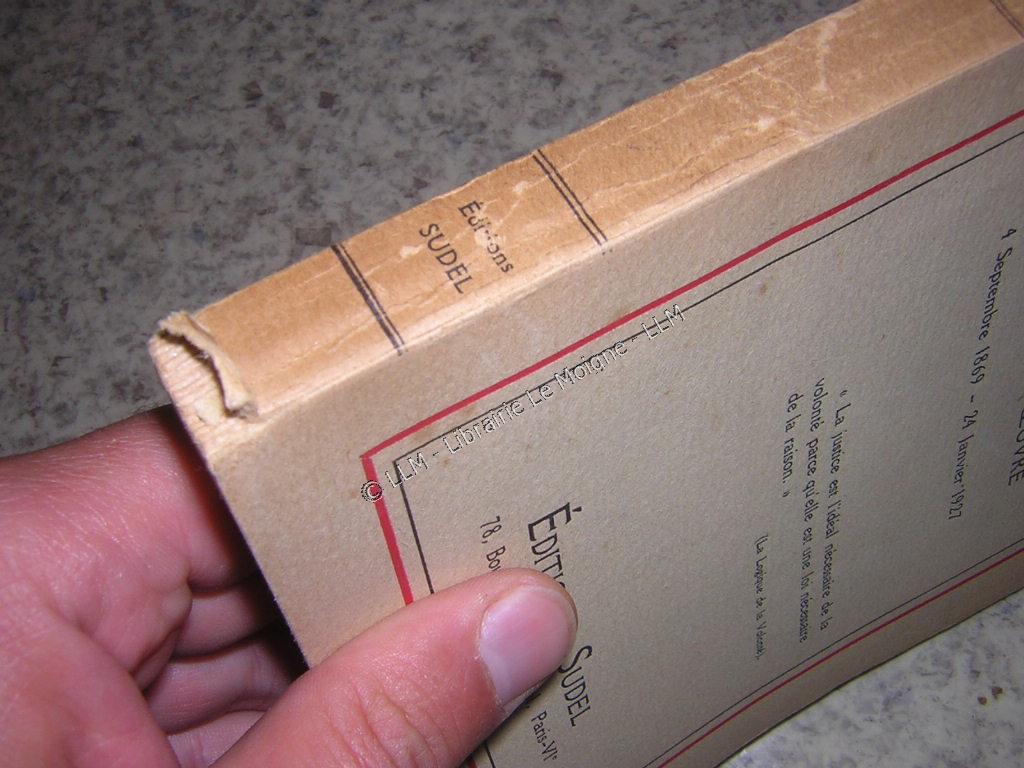 Éditions
SUDEL
ŒUVRE
4 Septembre 1869 - 24 Janvier 1927
« La justice est l'idéal nécessaire de la
volonté parce qu'elle est une loi nécessaire
de la raison. »
(La Logique de la Volonté).
SUDEL
78,
Paris-VIe
© LLM - Librairie Le Moigne - LLM